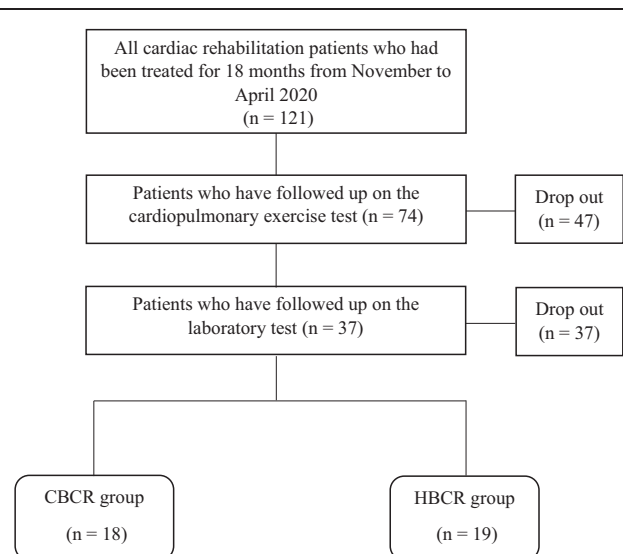 All cardiac rehabilitation patients who had
been treated for 18 months from November to
April 2020
(n = 121)
Patients who have followed up on the
cardiopulmonary exercise test (n = 74)
Drop out
(n = 47)
Patients who have followed up on the
laboratory test (n = 37)
Drop out
(n = 37)
CBCR group
(n = 18)
HBCR group
(n = 19)